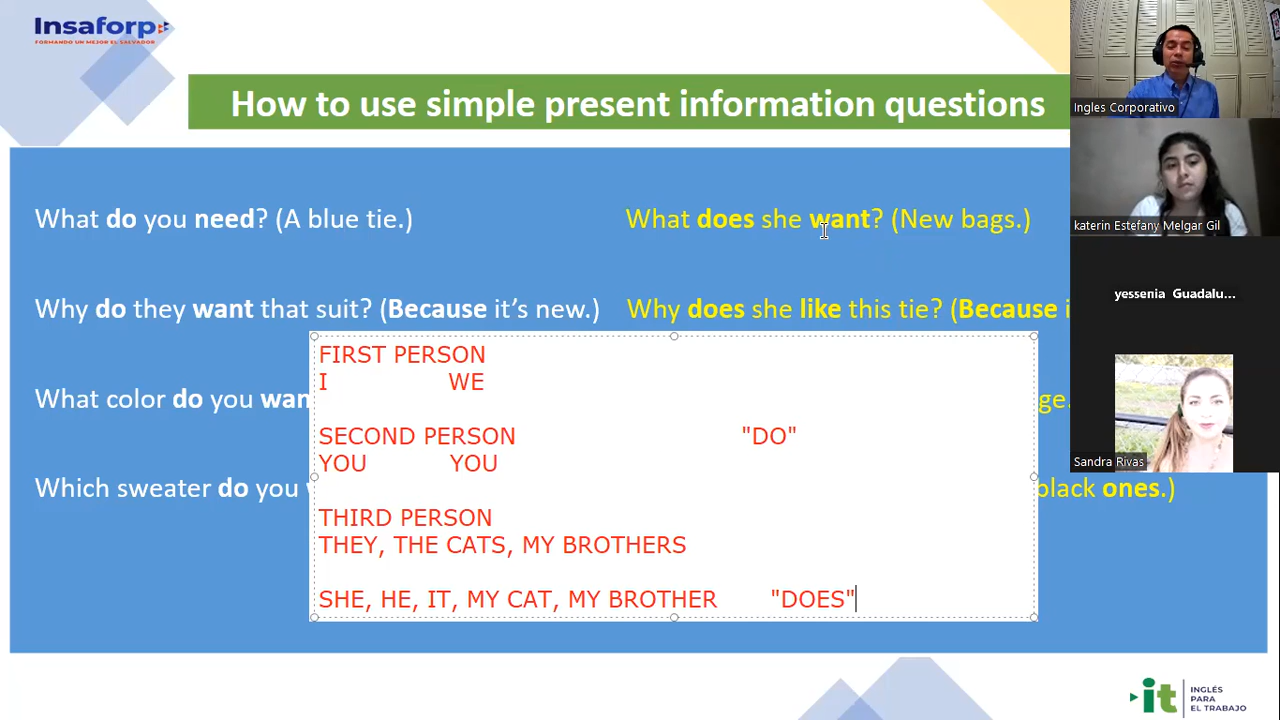 Insaforp
FORMANDO UN MEJOR EL SALVADOR
How to use simple present information questions
What do you need? (A blue tie.)
What does she want? (New bags.)
Why do they want that suit? (Because it's new.)
Why does she like this tie? (Because i
What color do you wan
ge.
Which sweater do you
black ones.)
FIRST PERSON
I WE
SECOND PERSON "DO"
YOU YOU
THIRD PERSON
THEY, THE CATS, MY BROTHERS
SHE, HE, IT, MY CAT, MY BROTHER "DOES"
Ingles Corporativo
katerin Estefany Melgar Gil
yessenia Guadalu...
Sandra Rivas
it
INGLÉS
PARA
EL TRABAJO